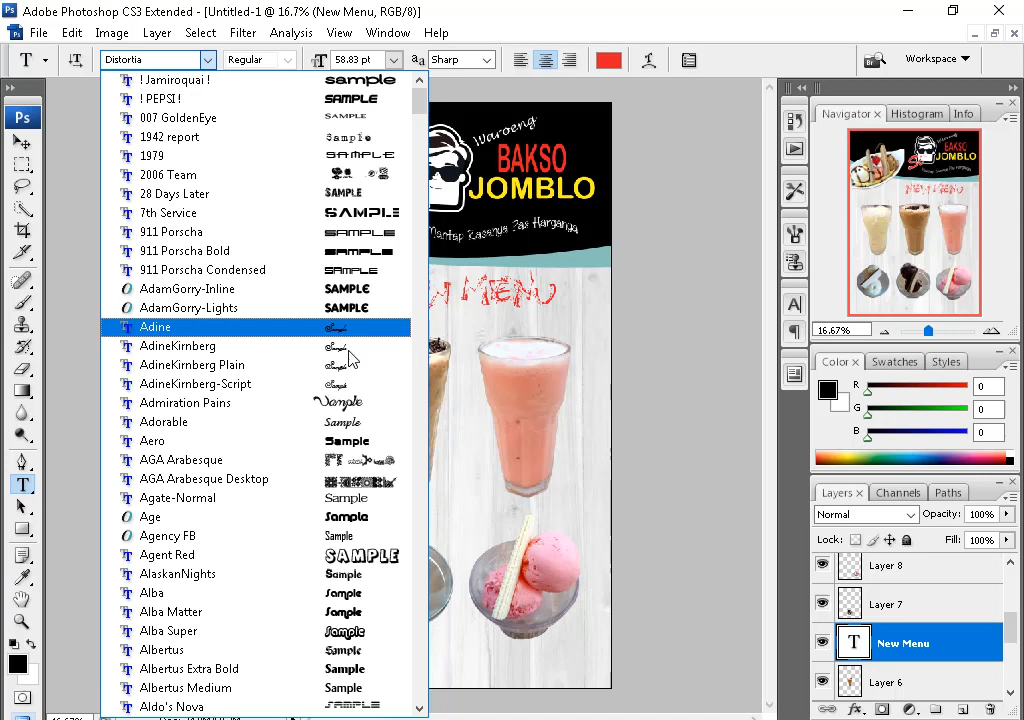 Adobe Photoshop CS3 Extended - [Untitled-1 @ 16.7% (New Menu, RGB/8)]
File Edit Image Layer Select Filter Analysis View Window Help
T Distortia Regular 58.83 pt Sharp Workspace
! Jamiroquai ! sample
! PEPSI ! SAMPLE
007 GoldenEye SAMPLE
1942 report Sample
1979 SAMPLE
2006 Team
28 Days Later SAMPLE
7th Service SAMPLE
911 Porscha SAMPLE
911 Porscha Bold SAMPLE
911 Porscha Condensed SAMPLE
AdamGorry-Inline SAMPLE
AdamGorry-Lights SAMPLE
Adine Sample
AdineKirnberg Sample
AdineKirnberg Plain Sample
AdineKirnberg-Script Sample
Admiration Pains Sample
Adorable Sample
Aero Sample
AGA Arabesque
AGA Arabesque Desktop
Agate-Normal Sample
Age Sample
Agency FB Sample
Agent Red SAMPLE
AlaskanNights Sample
Alba Sample
Alba Matter Sample
Alba Super Sample
Albertus Sample
Albertus Extra Bold Sample
Albertus Medium Sample
Aldo's Nova SAMPLE
Waroeng
BAKSO
JOMBLO
Mantap Rasanya Pas Harganya
W MENU
Navigator Histogram Info
BAKSO
JOMBLO
NEW MENU
16.67%
Color Swatches Styles
R 0
G 0
B 0
Layers Channels Paths
Normal Opacity: 100%
Lock: Fill: 100%
Layer 8
Layer 7
T New Menu
Layer 6